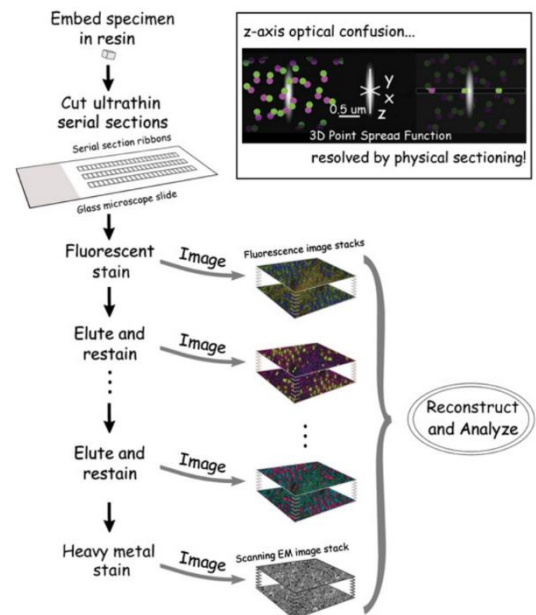 Embed specimen
in resin
Cut ultrathin
serial sections
Serial section ribbons
Glass microscope slide
z-axis optical confusion...
y
x
z
0.5 um
3D Point Spread Function
resolved by physical sectioning!
Fluorescent
stain
Image
Fluorescence image stacks
Elute and
restain
Image
Elute and
restain
Image
Heavy metal
stain
Image
Scanning EM image stack
Reconstruct
and Analyze